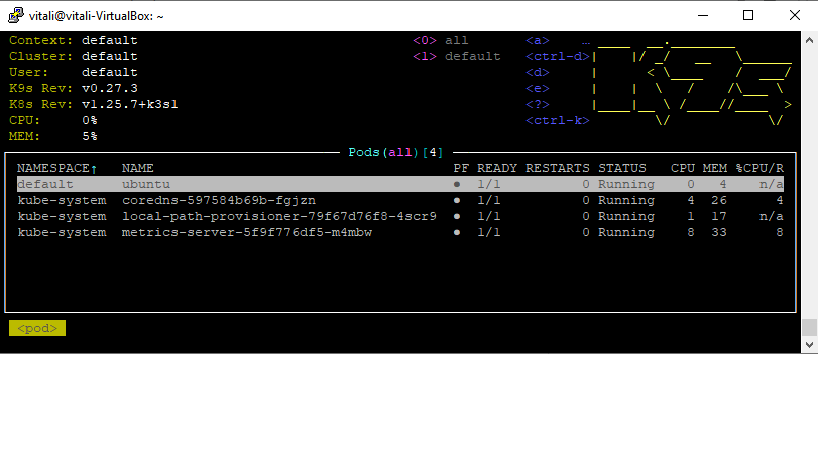 vitali@vitali-VirtualBox: ~
Context: default <0> all <a> …
Cluster: default <1> default <ctrl-d>
User: default <d>
K9s Rev: v0.27.3 <e>
K8s Rev: v1.25.7+k3s1 <?>
CPU: 0% <ctrl-k>
MEM: 5%
Pods(all)[4]
NAMESPACE↑ NAME PF READY RESTARTS STATUS CPU MEM %CPU/R
default ubuntu ● 1/1 0 Running 0 4 n/a
kube-system coredns-597584b69b-fgjzn ● 1/1 0 Running 4 26 4
kube-system local-path-provisioner-79f67d76f8-4scr9 ● 1/1 0 Running 1 17 n/a
kube-system metrics-server-5f9f776df5-m4mbw ● 1/1 0 Running 8 33 8
<pod>